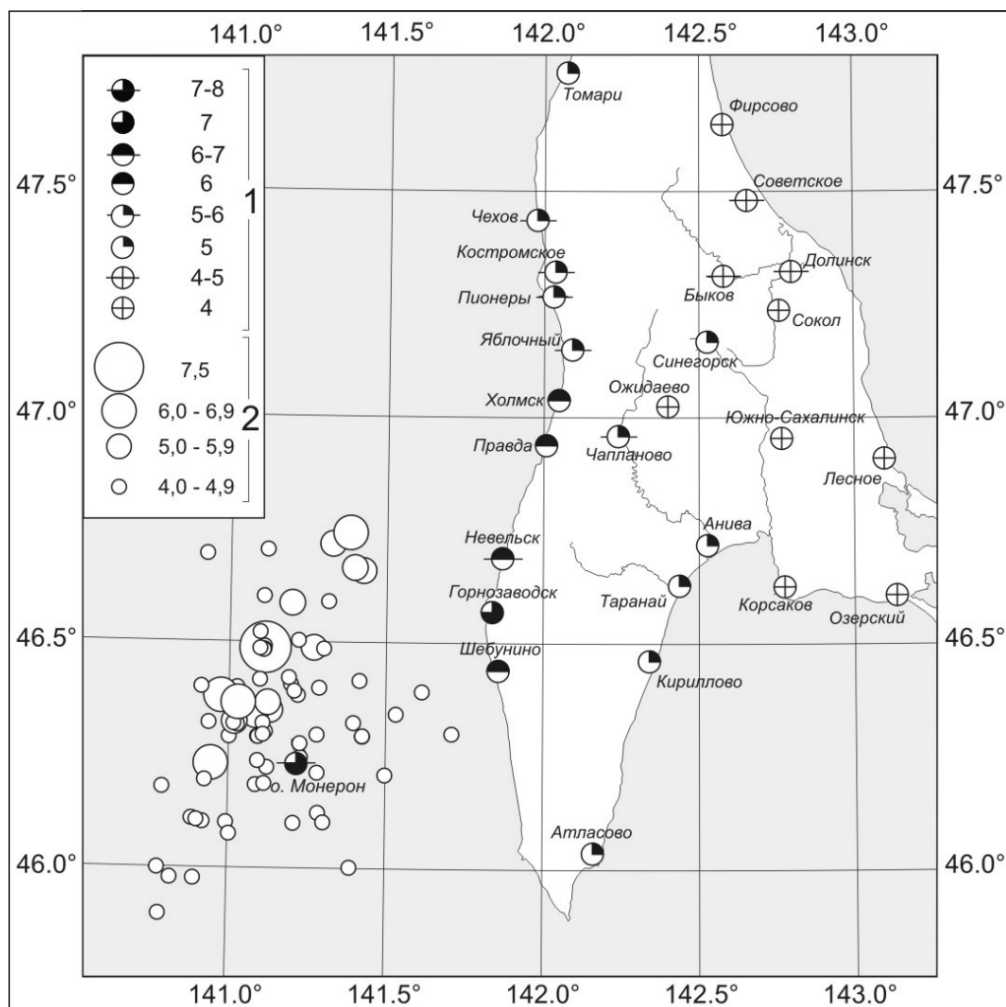 141.0° 141.5° 142.0° 142.5° 143.0°
7-8
7
6-7
6
5-6
5
4-5
4
1
7,5
6,0 - 6,9
5,0 - 5,9
4,0 - 4,9
2
Томари
Фирсово
47.5° 47.5°
Советское
Чехов
Костромское
Долинск
Пионеры
Быков
Сокол
Яблочный
Синегорск
Ожидаево
Холмск
47.0° 47.0°
Южно-Сахалинск
Правда
Чапланово
Лесное
Невельск
Анива
Горнозаводск
Таранай
Корсаков
Озерский
46.5° 46.5°
Шебунино
Кириллово
о. Монерон
Атласово
46.0° 46.0°
141.0° 141.5° 142.0° 142.5° 143.0°